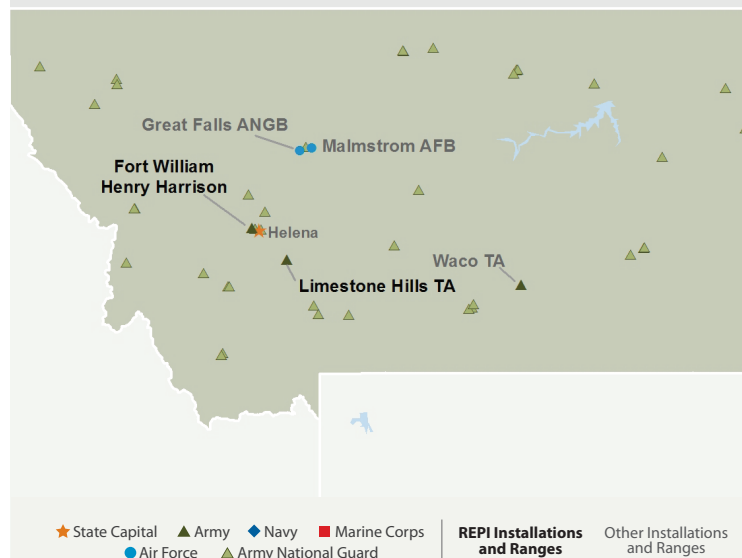 Great Falls ANGB
Malmstrom AFB
Fort William
Henry Harrison
Helena
Waco TA
Limestone Hills TA
State Capital
Army
Navy
Marine Corps
Air Force
Army National Guard
REPI Installations
and Ranges
Other Installations
and Ranges